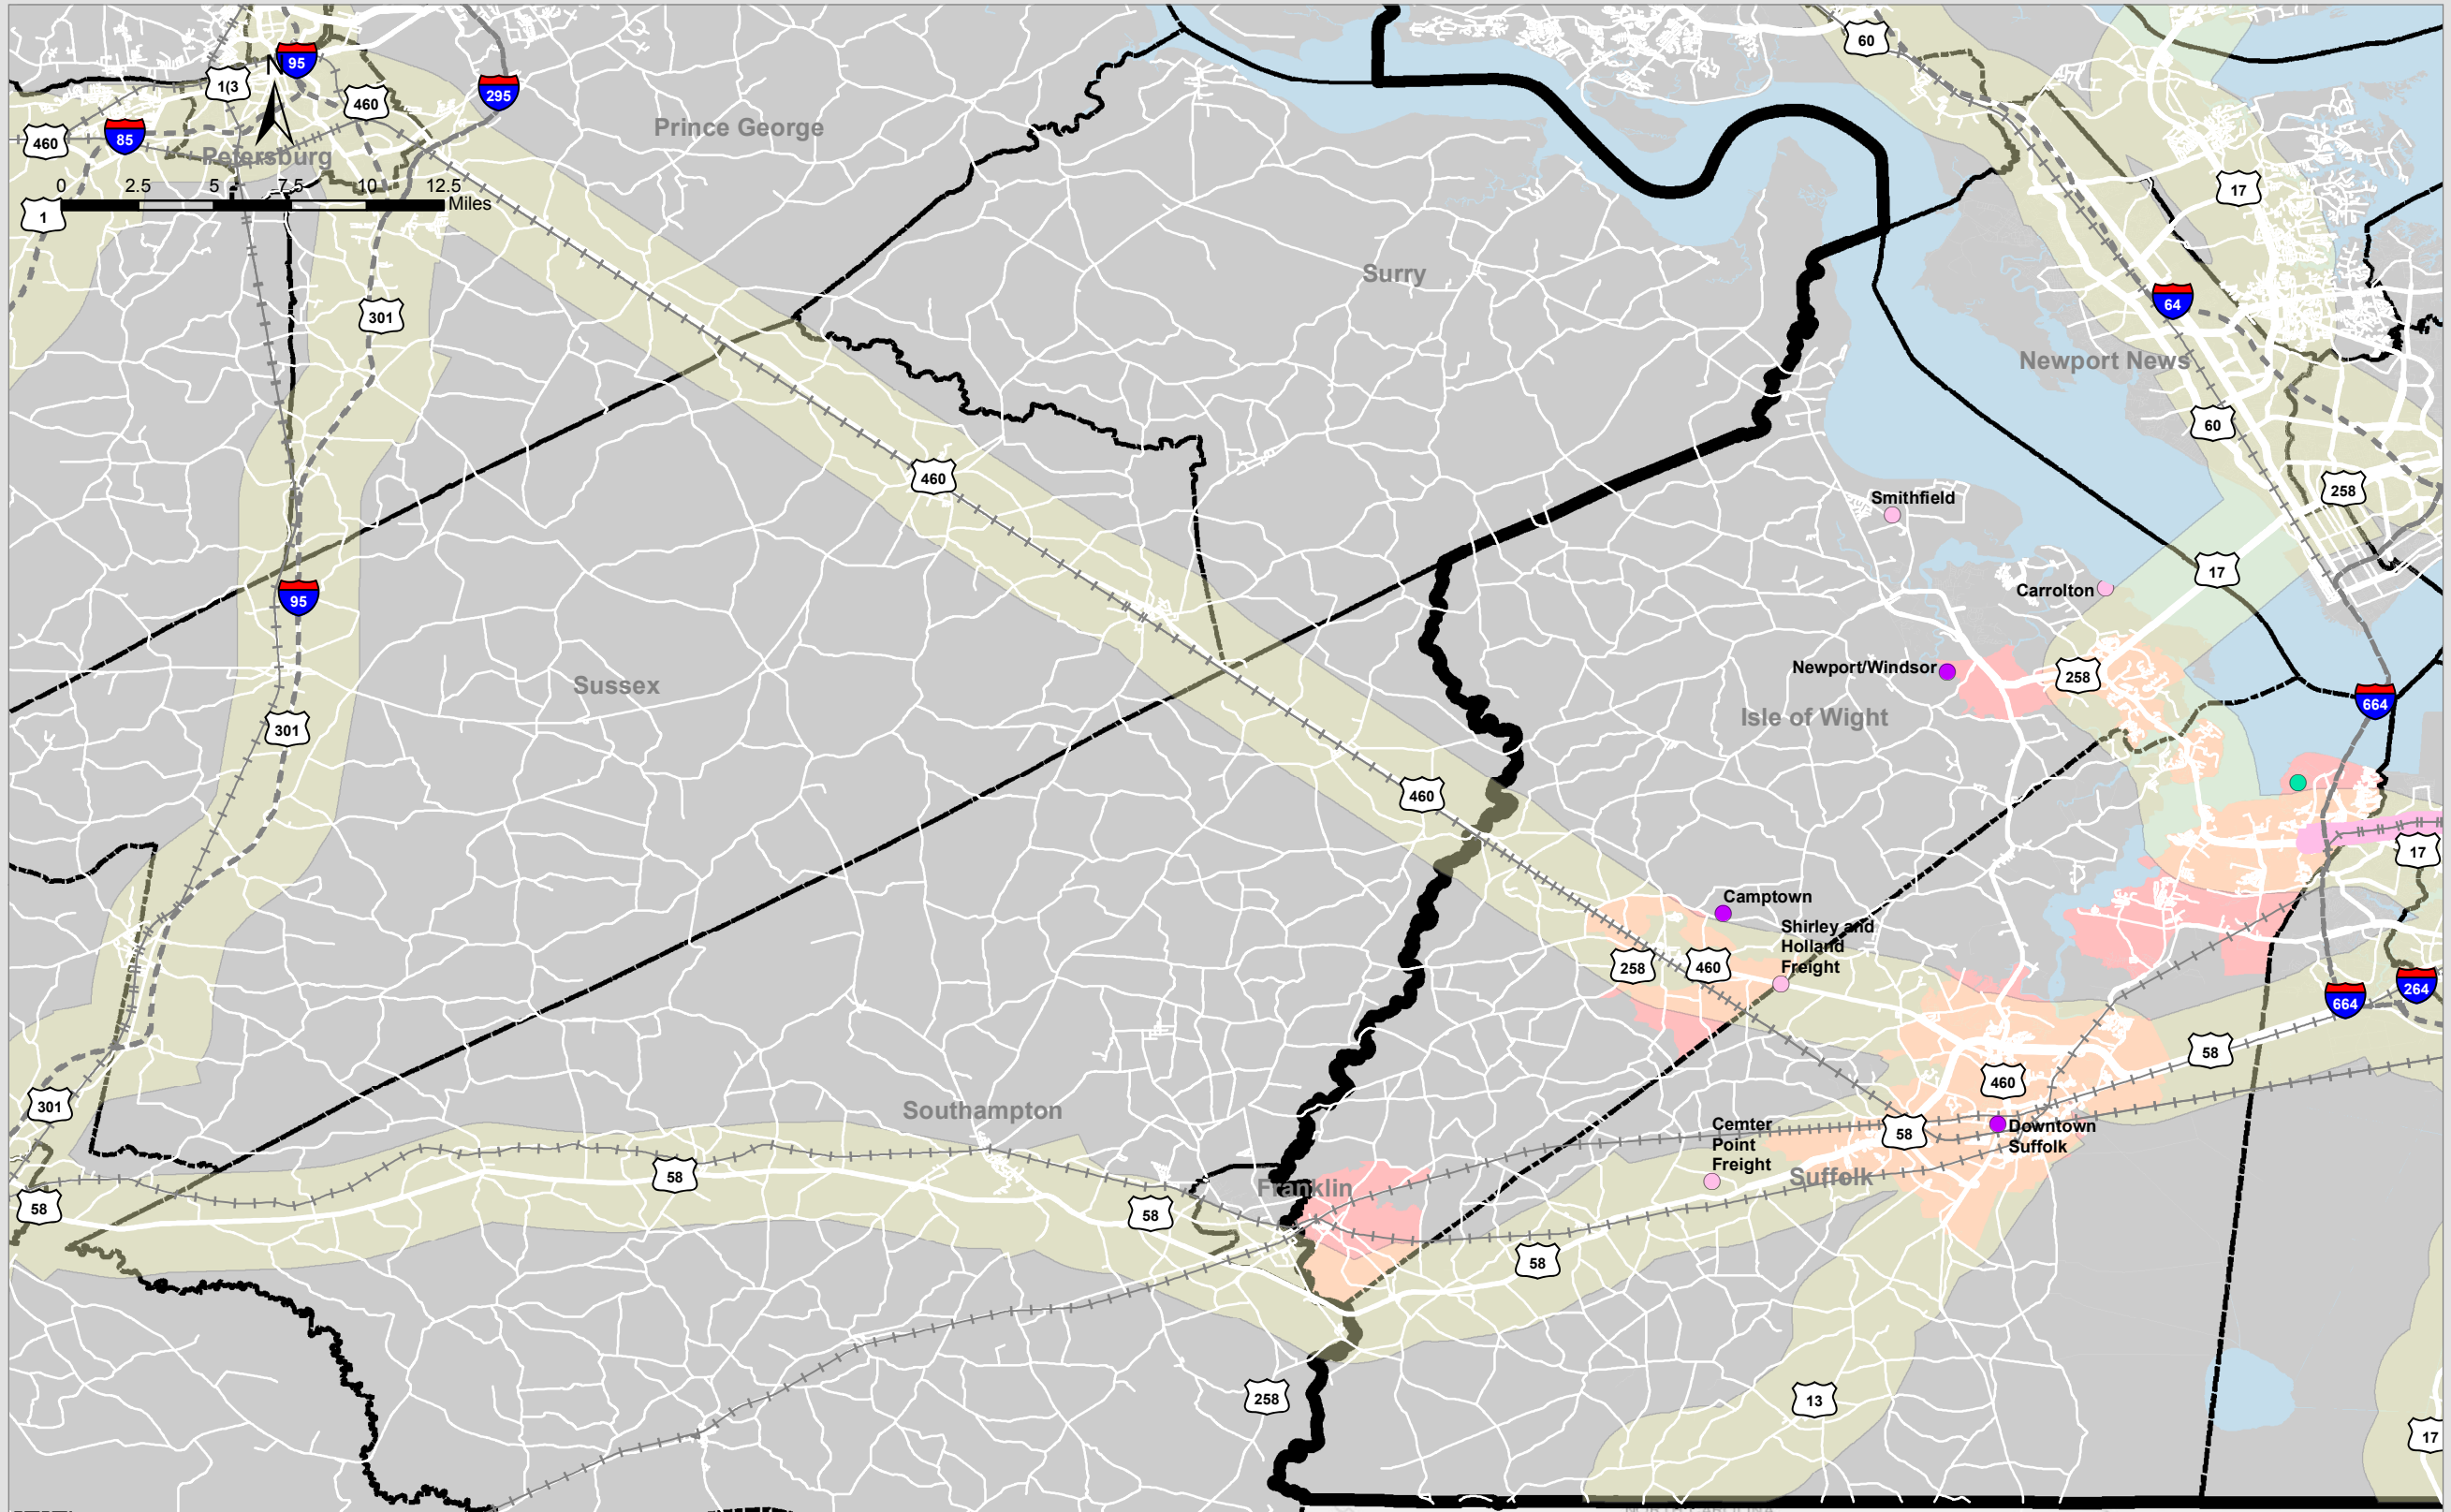 60
95
N
1(3
295
460
Prince George
460
85
Petersburg
17
0
2.5
5
7.5
10
12.5
Miles
1
Surry
64
301
Newport News
60
460
258
Smithfield
17
Carrolton
95
Newport/Windsor
258
Sussex
664
Isle of Wight
301
460
17
Camptown
Shirley and
Holland
Freight
258
460
264
664
58
460
301
Southampton
Cemter
Point
Freight
58
Downtown
Suffolk
58
Suffolk
Franklin
58
58
58
258
13
17